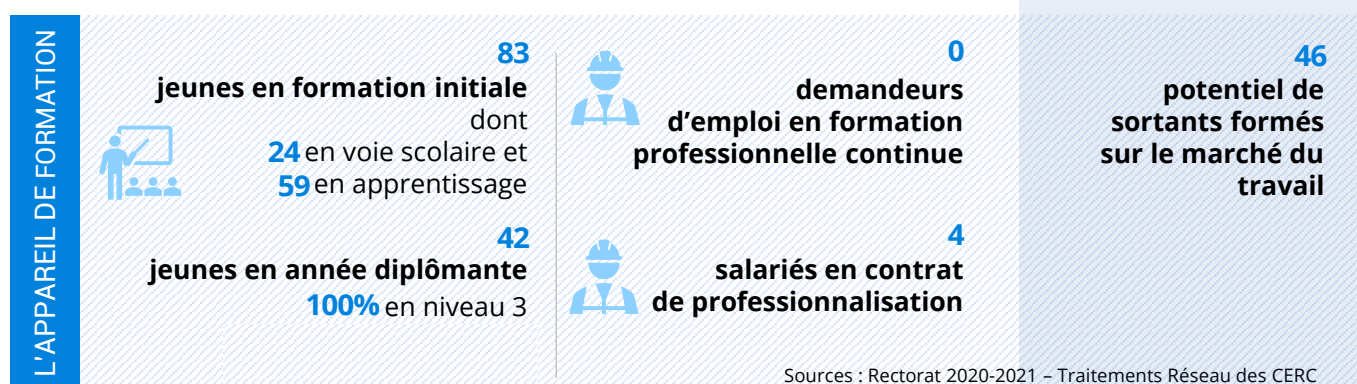 L'APPAREIL DE FORMATION
83
jeunes en formation initiale
dont
24 en voie scolaire et
59 en apprentissage
42
jeunes en année diplômante
100% en niveau 3
0
demandeurs
d’emploi en formation
professionnelle continue
4
salariés en contrat
de professionnalisation
46
potentiel de
sortants formés
sur le marché du
travail
Sources : Rectorat 2020-2021 – Traitements Réseau des CERC